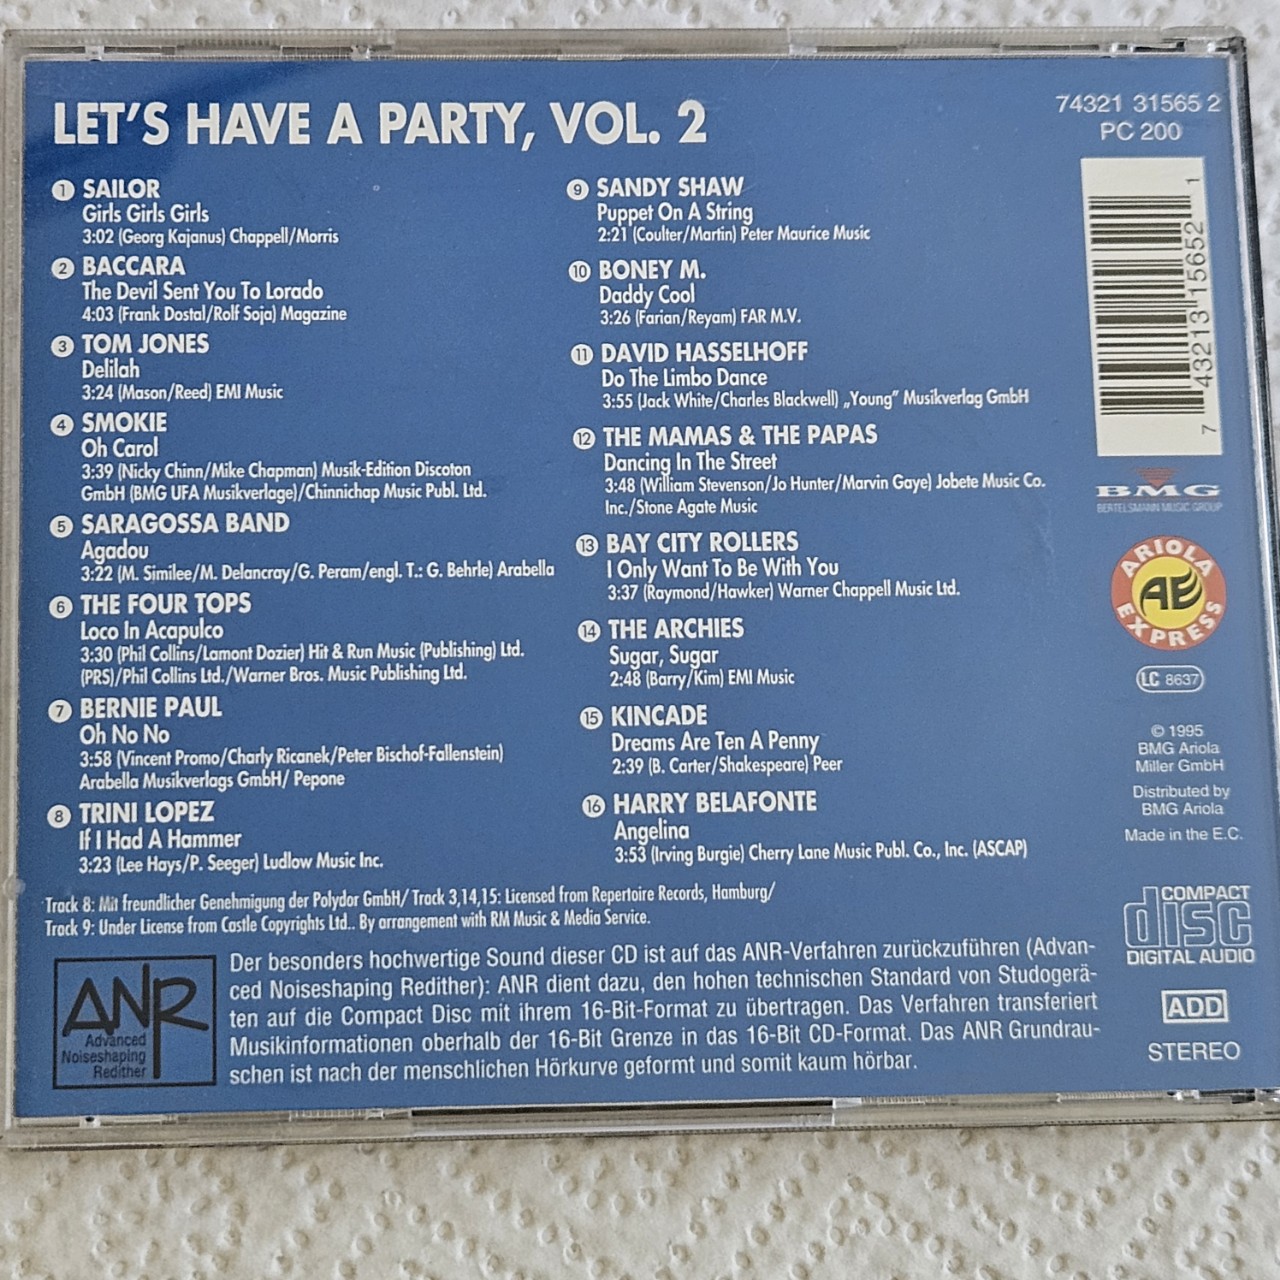 LET'S HAVE A PARTY, VOL. 2
74321 31565 2
PC 200
1 SAILOR
Girls Girls Girls
3:02 (Georg Kajanus) Chappell/Morris
2 BACCARA
The Devil Sent You To Lorado
4:03 (Frank Dostal/Rolf Soja) Magazine
3 TOM JONES
Delilah
3:24 (Mason/Reed) EMI Music
4 SMOKIE
Oh Carol
3:39 (Nicky Chinn/Mike Chapman) Musik-Edition Discoton
GmbH (BMG UFA Musikverlage)/Chinnichap Music Publ. Ltd.
5 SARAGOSSA BAND
Agadou
3:22 (M. Similee/M. Delancray/G. Peram/engl. T.: G. Behrle) Arabella
6 THE FOUR TOPS
Loco In Acapulco
3:30 (Phil Collins/Lamont Dozier) Hit & Run Music (Publishing) Ltd.
(PRS)/Phil Collins Ltd./Warner Bros. Music Publishing Ltd.
7 BERNIE PAUL
Oh No No
3:58 (Vincent Promo/Charly Ricanek/Peter Bischof-Fallenstein)
Arabella Musikverlags GmbH/ Pepone
8 TRINI LOPEZ
If I Had A Hammer
3:23 (Lee Hays/P. Seeger) Ludlow Music Inc.
9 SANDY SHAW
Puppet On A String
2:21 (Coulter/Martin) Peter Maurice Music
10 BONEY M.
Daddy Cool
3:26 (Farian/Reyam) FAR M.V.
11 DAVID HASSELHOFF
Do The Limbo Dance
3:55 (Jack White/Charles Blackwell) „Young" Musikverlag GmbH
12 THE MAMAS & THE PAPAS
Dancing In The Street
3:48 (William Stevenson/Jo Hunter/Marvin Gaye) Jobete Music Co.
Inc./Stone Agate Music
13 BAY CITY ROLLERS
I Only Want To Be With You
3:37 (Raymond/Hawker) Warner Chappell Music Ltd.
14 THE ARCHIES
Sugar, Sugar
2:48 (Barry/Kim) EMI Music
15 KINCADE
Dreams Are Ten A Penny
2:39 (B. Carter/Shakespeare) Peer
16 HARRY BELAFONTE
Angelina
3:53 (Irving Burgie) Cherry Lane Music Publ. Co., Inc. (ASCAP)
7 43213 15652 1
BMG
BERTELSMANN MUSIC GROUP
ARIOLA
AE
EXPRESS
LC 8637
© 1995
BMG Ariola
Miller GmbH
Distributed by
BMG Ariola
Made in the E.C.
COMPACT
disc
DIGITAL AUDIO
ADD
STEREO
Track 8: Mit freundlicher Genehmigung der Polydor GmbH/ Track 3,14,15: Licensed from Repertoire Records, Hamburg/
Track 9: Under License from Castle Copyrights Ltd.. By arrangement with RM Music & Media Service.
ANR
Advanced
Noiseshaping
Redither
Der besonders hochwertige Sound dieser CD ist auf das ANR-Verfahren zurückzuführen (Advan-
ced Noiseshaping Redither): ANR dient dazu, den hohen technischen Standard von Studogerä-
ten auf die Compact Disc mit ihrem 16-Bit-Format zu übertragen. Das Verfahren transferiert
Musikinformationen oberhalb der 16-Bit Grenze in das 16-Bit CD-Format. Das ANR Grundrau-
schen ist nach der menschlichen Hörkurve geformt und somit kaum hörbar.